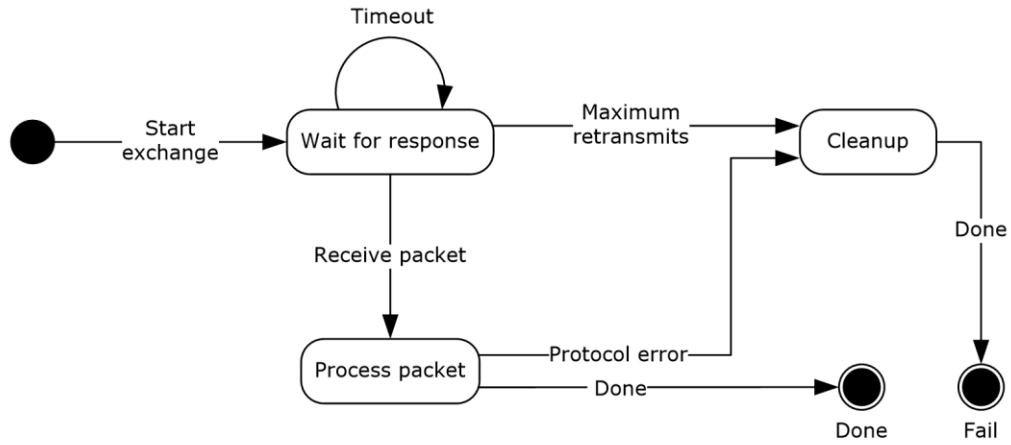 Timeout
Start
exchange
Wait for response
Maximum
retransmits
Cleanup
Receive packet
Done
Process packet
Protocol error
Done
Done
Fail